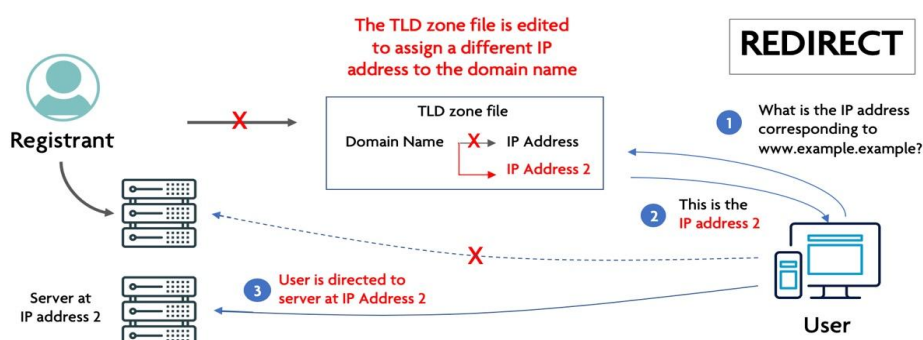 The TLD zone file is edited
to assign a different IP
address to the domain name
REDIRECT
Registrant
X
TLD zone file
Domain Name
X
IP Address
IP Address 2
1
What is the IP address
corresponding to
www.example.example?
2
This is the
IP address 2
X
3
User is directed to
server at IP Address 2
Server at
IP address 2
User